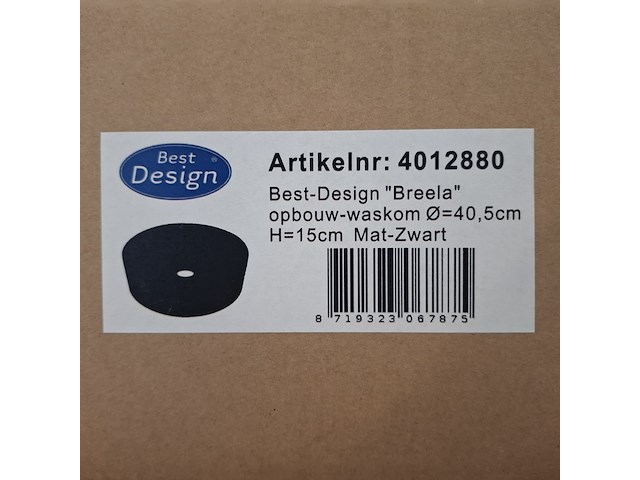 Best ®
Design
Artikelnr: 4012880
Best-Design "Breela"
opbouw-waskom Ø=40,5cm
H=15cm Mat-Zwart
8 719323 067875